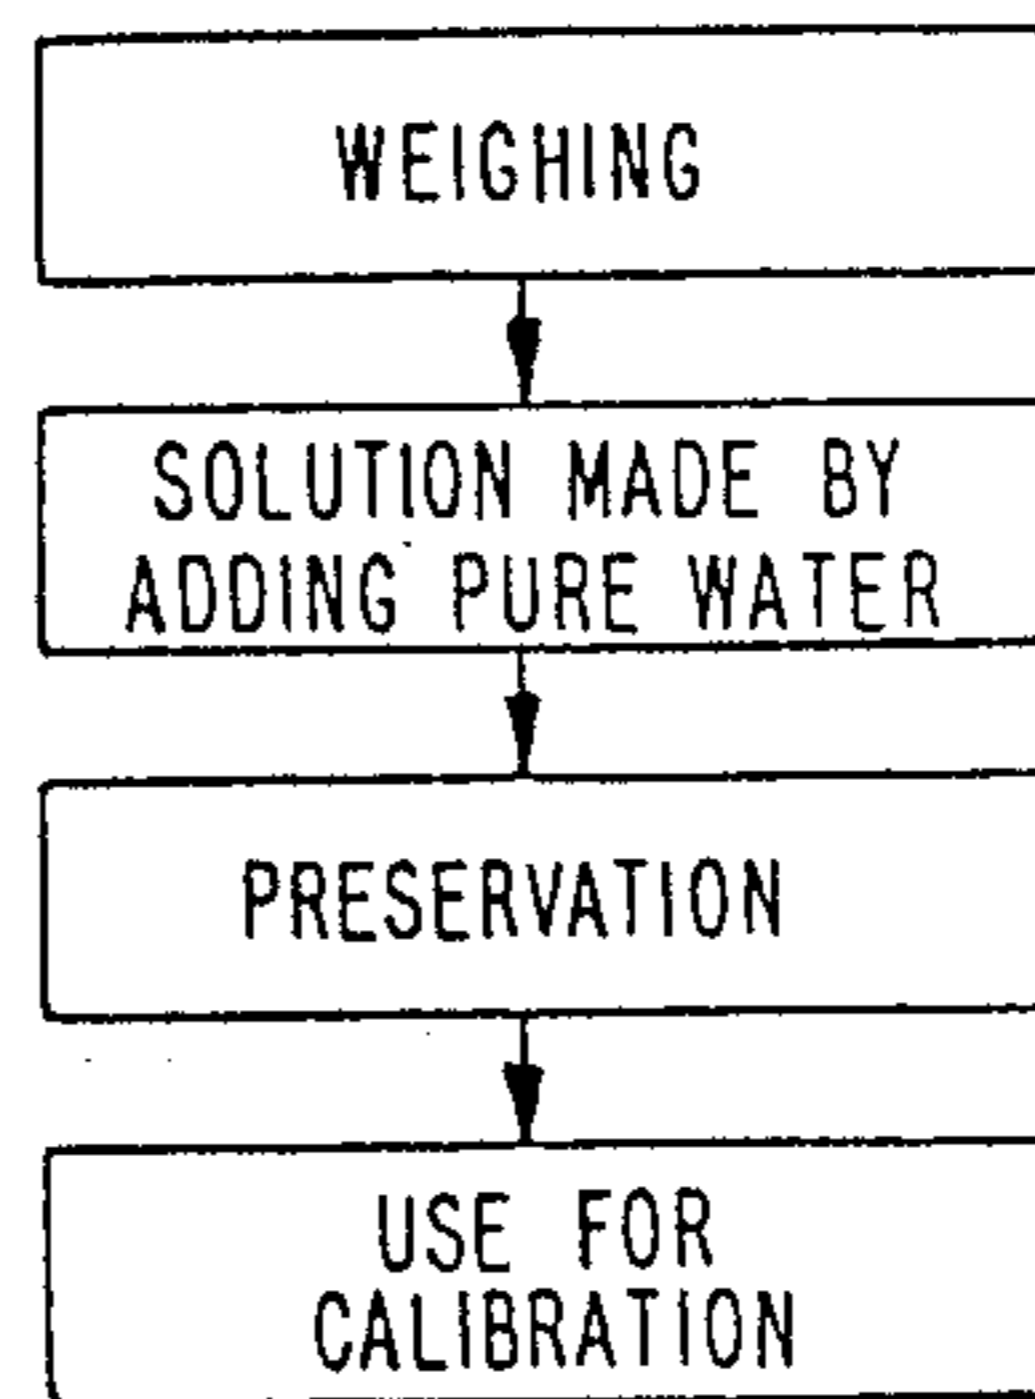 WEIGHING
SOLUTION MADE BY
ADDING PURE WATER
PRESERVATION
USE FOR
CALIBRATION